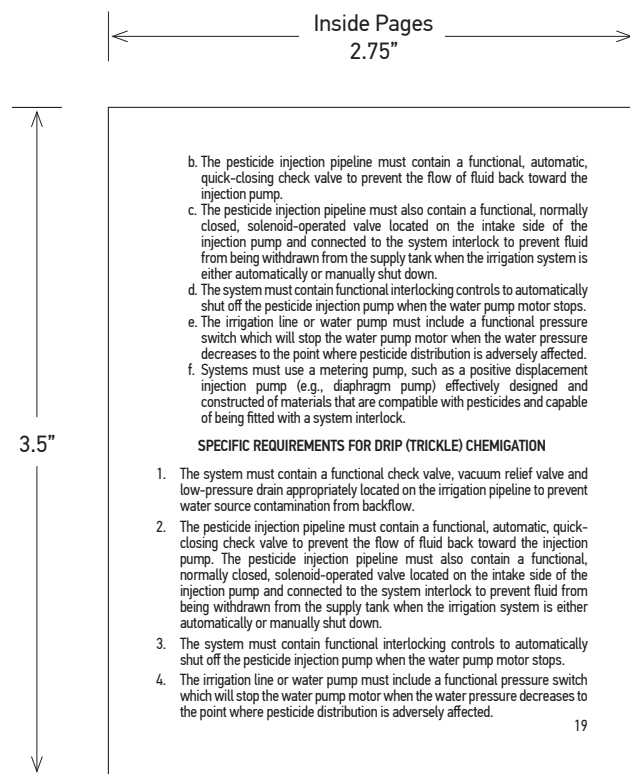 Inside Pages
2.75”
3.5”
b. The pesticide injection pipeline must contain a functional, automatic,
quick-closing check valve to prevent the flow of fluid back toward the
injection pump.
c. The pesticide injection pipeline must also contain a functional, normally
closed, solenoid-operated valve located on the intake side of the
injection pump and connected to the system interlock to prevent fluid
from being withdrawn from the supply tank when the irrigation system is
either automatically or manually shut down.
d. The system must contain functional interlocking controls to automatically
shut off the pesticide injection pump when the water pump motor stops.
e. The irrigation line or water pump must include a functional pressure
switch which will stop the water pump motor when the water pressure
decreases to the point where pesticide distribution is adversely affected.
f. Systems must use a metering pump, such as a positive displacement
injection pump (e.g., diaphragm pump) effectively designed and
constructed of materials that are compatible with pesticides and capable
of being fitted with a system interlock.
SPECIFIC REQUIREMENTS FOR DRIP (TRICKLE) CHEMIGATION
1. The system must contain a functional check valve, vacuum relief valve and
low-pressure drain appropriately located on the irrigation pipeline to prevent
water source contamination from backflow.
2. The pesticide injection pipeline must contain a functional, automatic, quick-
closing check valve to prevent the flow of fluid back toward the injection
pump. The pesticide injection pipeline must also contain a functional,
normally closed, solenoid-operated valve located on the intake side of the
injection pump and connected to the system interlock to prevent fluid from
being withdrawn from the supply tank when the irrigation system is either
automatically or manually shut down.
3. The system must contain functional interlocking controls to automatically
shut off the pesticide injection pump when the water pump motor stops.
4. The irrigation line or water pump must include a functional pressure switch
which will stop the water pump motor when the water pressure decreases to
the point where pesticide distribution is adversely affected.
19